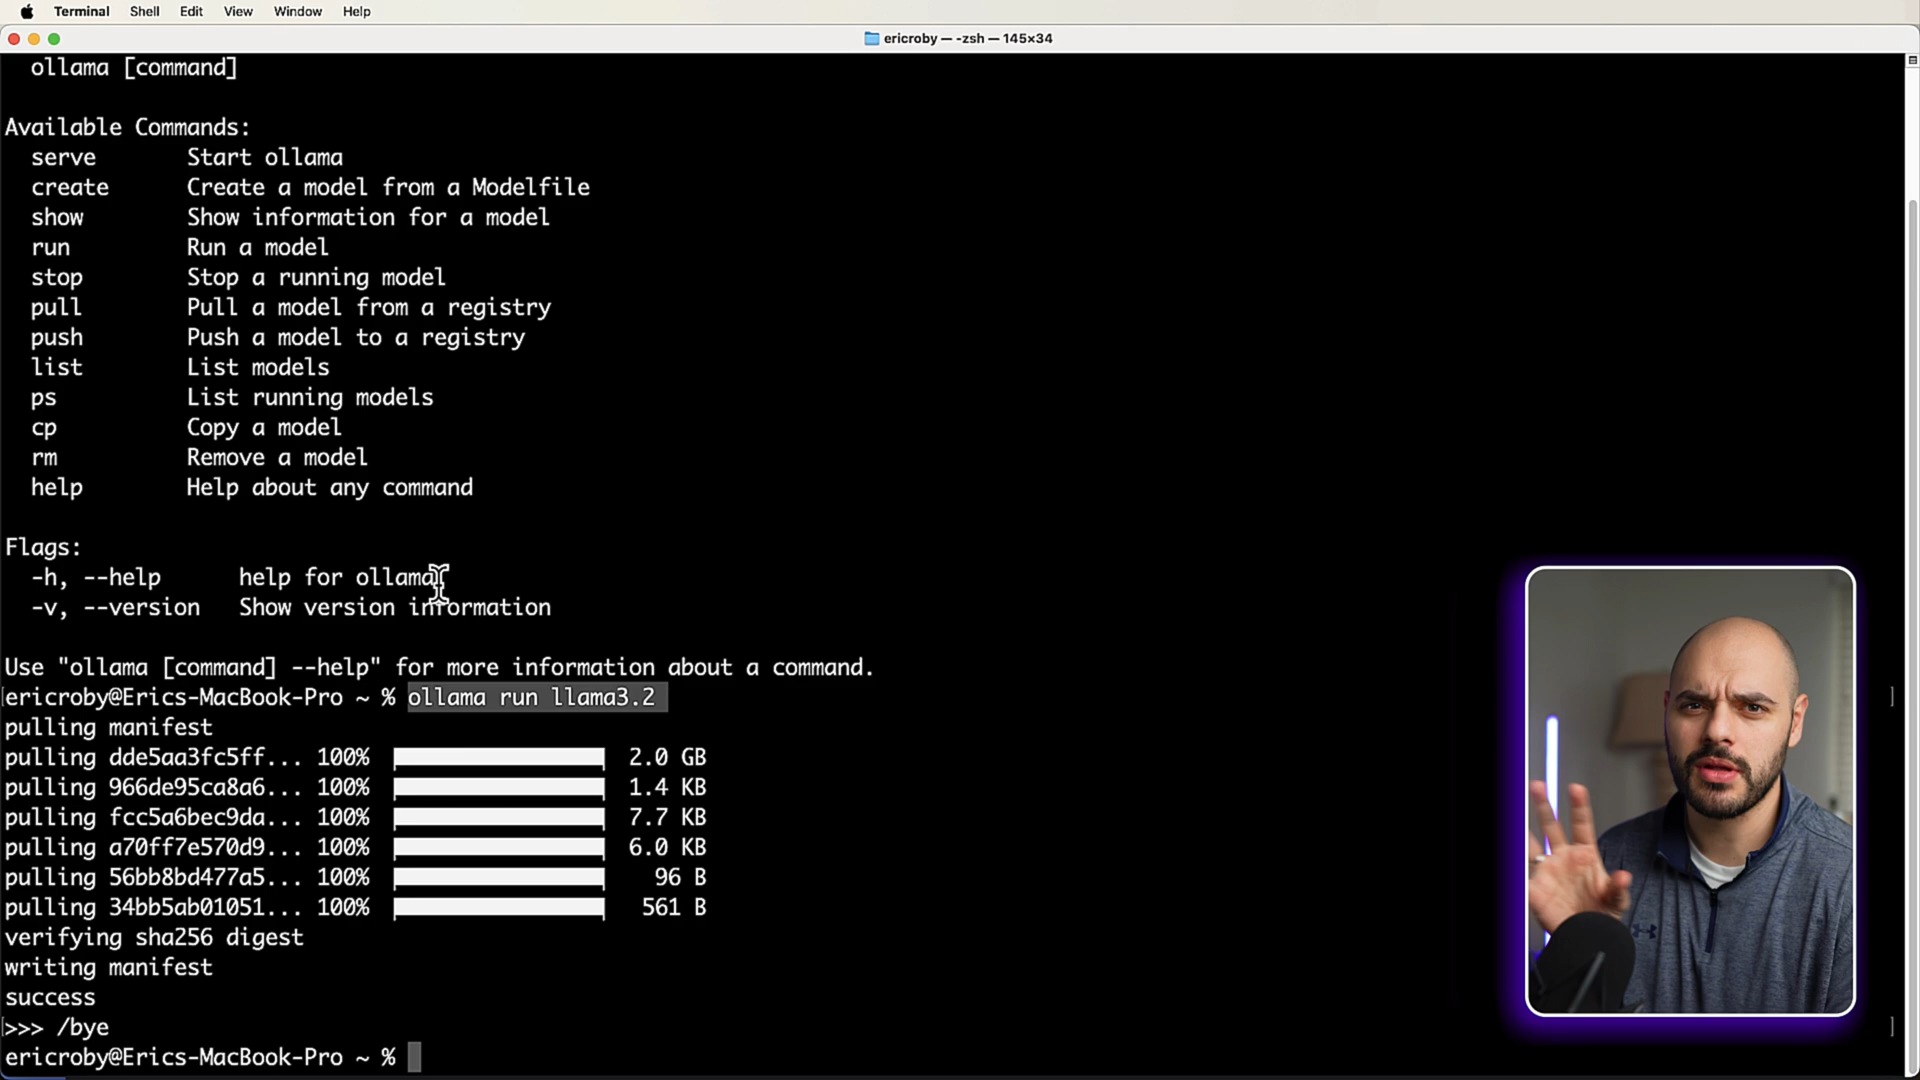 Terminal Shell Edit View Window Help
ericroby — -zsh — 145×34
ollama [command]
Available Commands:
serve Start ollama
create Create a model from a Modelfile
show Show information for a model
run Run a model
stop Stop a running model
pull Pull a model from a registry
push Push a model to a registry
list List models
ps List running models
cp Copy a model
rm Remove a model
help Help about any command
Flags:
-h, --help help for ollama
-v, --version Show version information
Use "ollama [command] --help" for more information about a command.
[ericroby@Erics-MacBook-Pro ~ % ollama run llama3.2 ]
pulling manifest
pulling dde5aa3fc5ff... 100% 2.0 GB
pulling 966de95ca8a6... 100% 1.4 KB
pulling fcc5a6bec9da... 100% 7.7 KB
pulling a70ff7e570d9... 100% 6.0 KB
pulling 56bb8bd477a5... 100% 96 B
pulling 34bb5ab01051... 100% 561 B
verifying sha256 digest
writing manifest
success
[>>> /bye ]
ericroby@Erics-MacBook-Pro ~ %